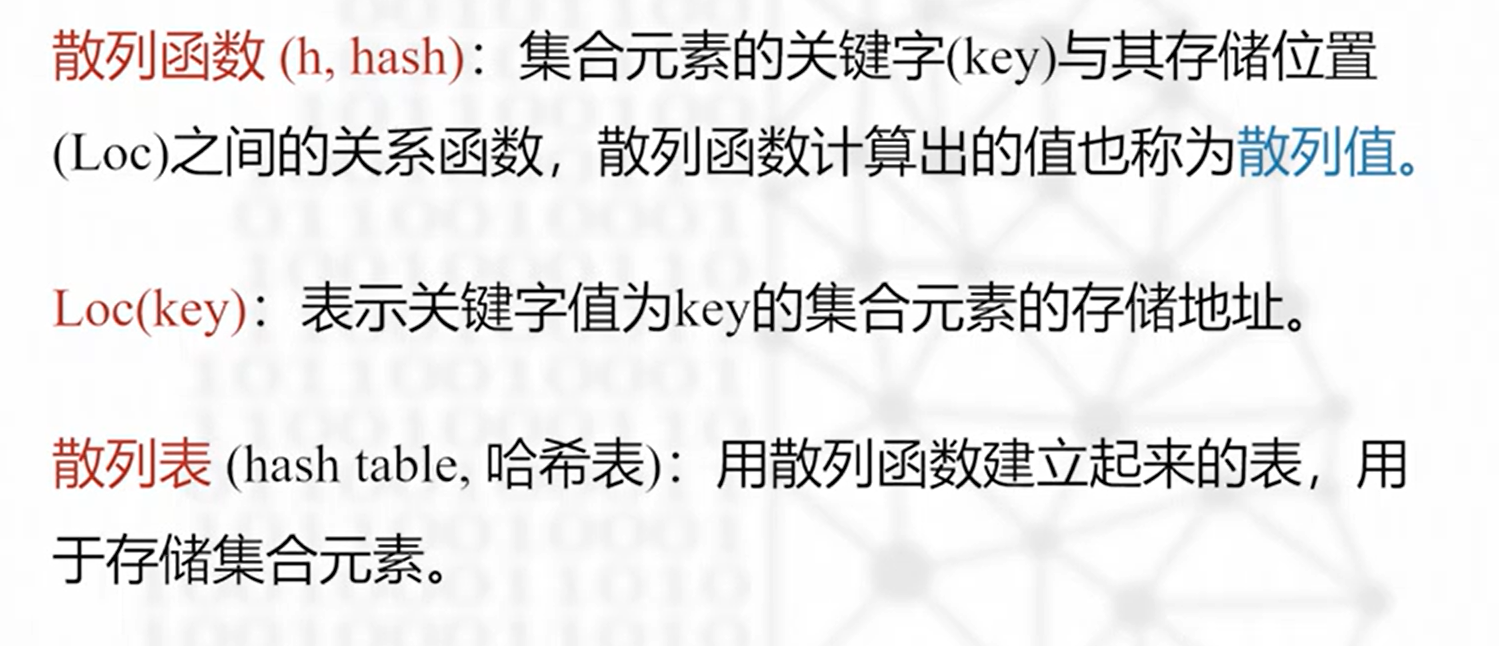 散列函数 (h, hash)：集合元素的关键字(key)与其存储位置
(Loc)之间的关系函数，散列函数计算出的值也称为散列值。
Loc(key)：表示关键字值为key的集合元素的存储地址。
散列表 (hash table, 哈希表)：用散列函数建立起来的表，用
于存储集合元素。